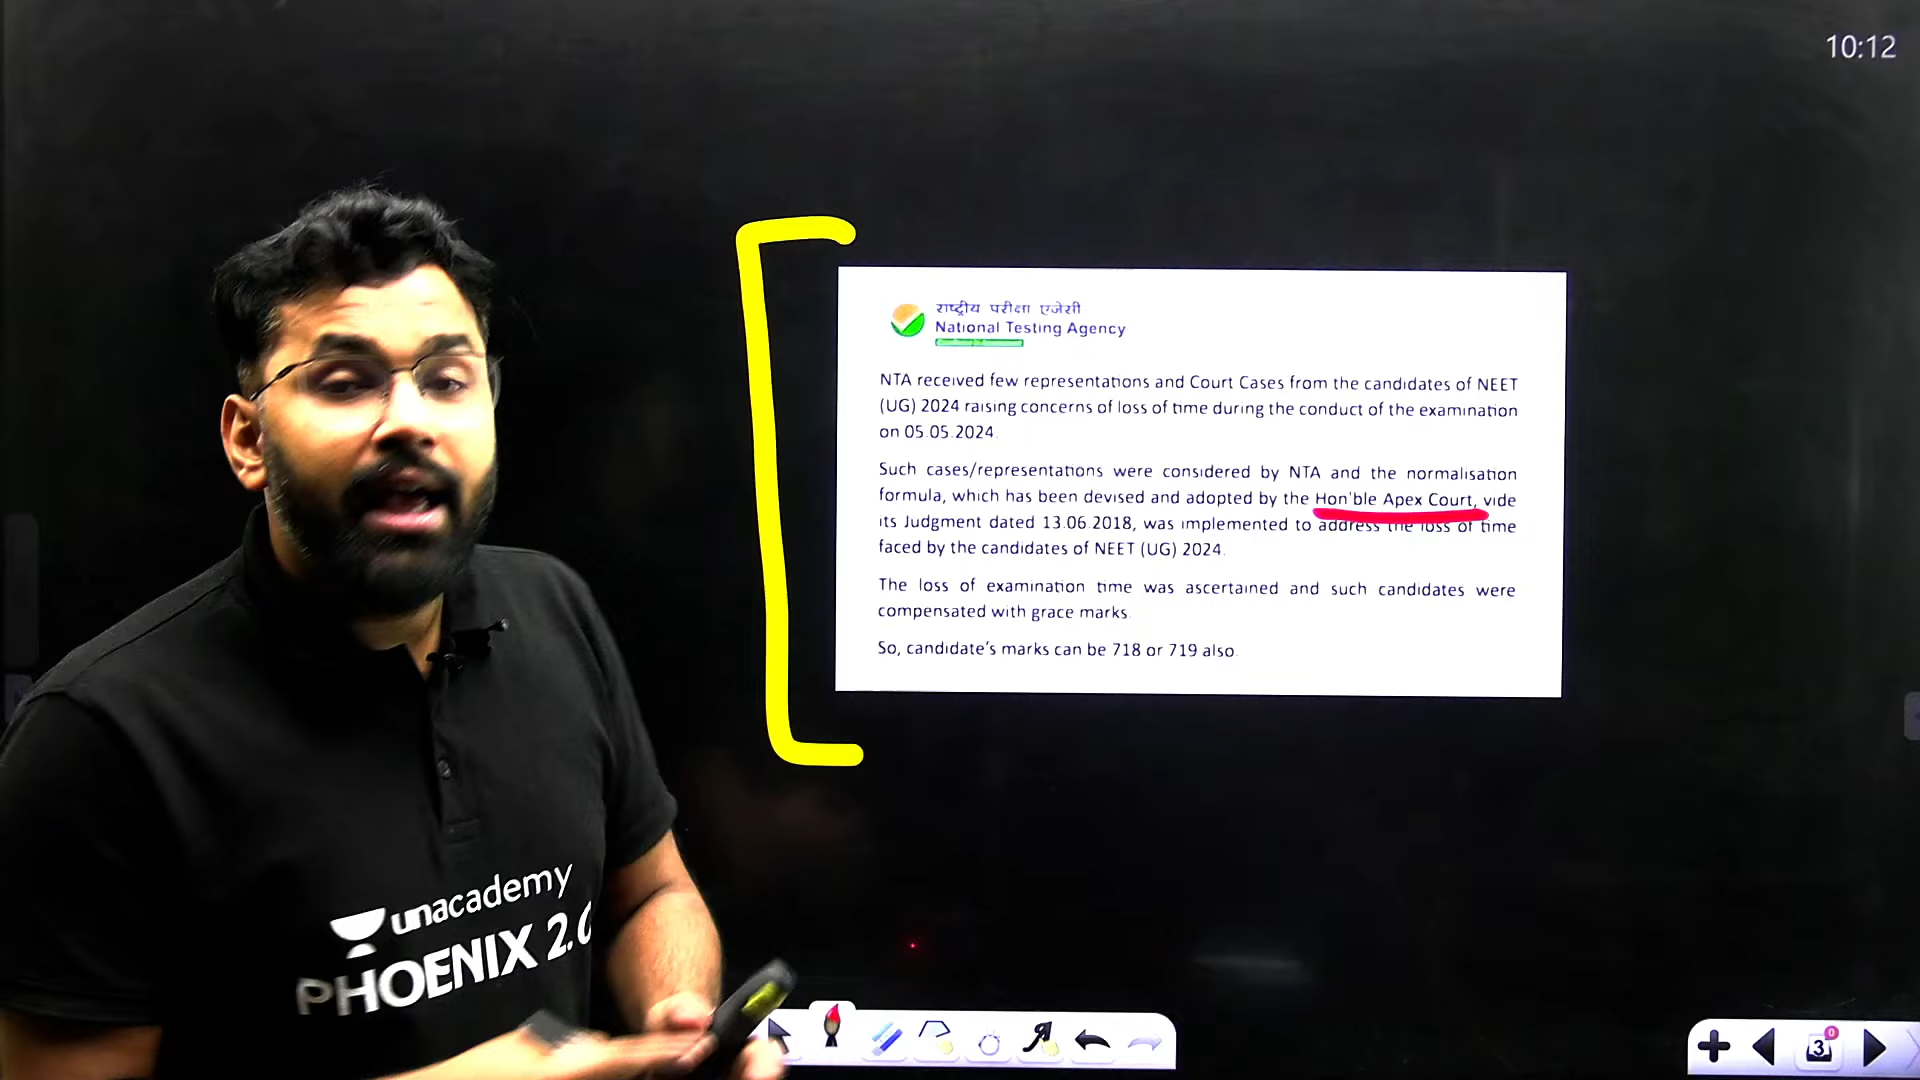 10:12
राष्ट्रीय परीक्षा एजेंसी
National Testing Agency
NTA received few representations and Court Cases from the candidates of NEET
(UG) 2024 raising concerns of loss of time during the conduct of the examination
on 05.05.2024.
Such cases/representations were considered by NTA and the normalisation
formula, which has been devised and adopted by the Hon'ble Apex Court, vide
its Judgment dated 13.06.2018, was implemented to address the loss of time
faced by the candidates of NEET (UG) 2024.
The loss of examination time was ascertained and such candidates were
compensated with grace marks.
So, candidate's marks can be 718 or 719 also.
unacademy
PHOENIX 2.0
3
0